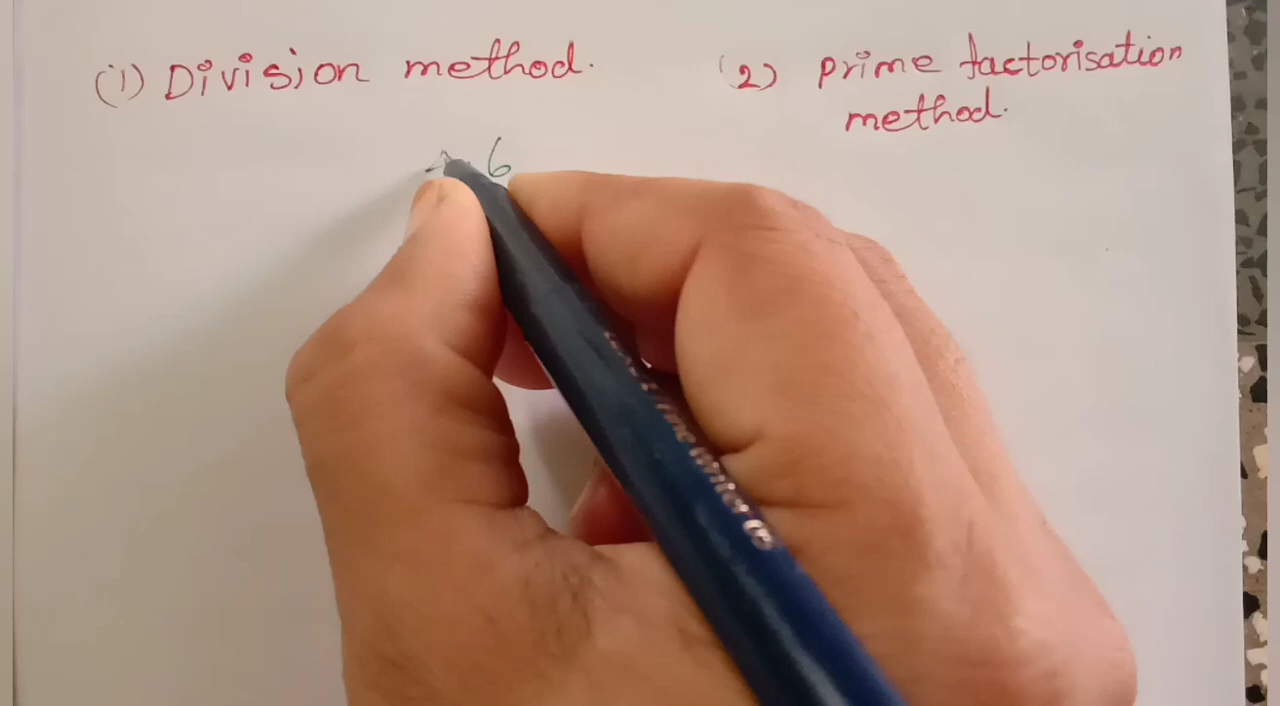 (1) Division method.
(2) Prime factorisation
method.
6